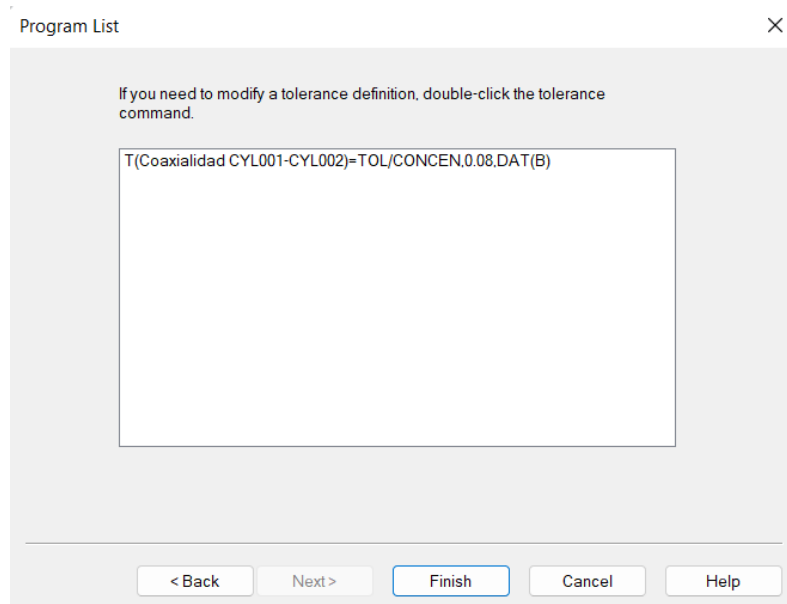 Program List
If you need to modify a tolerance definition, double-click the tolerance
command.
T(Coaxialidad CYL001-CYL002)=TOL/CONCEN,0.08,DAT(B)
< Back
Next >
Finish
Cancel
Help